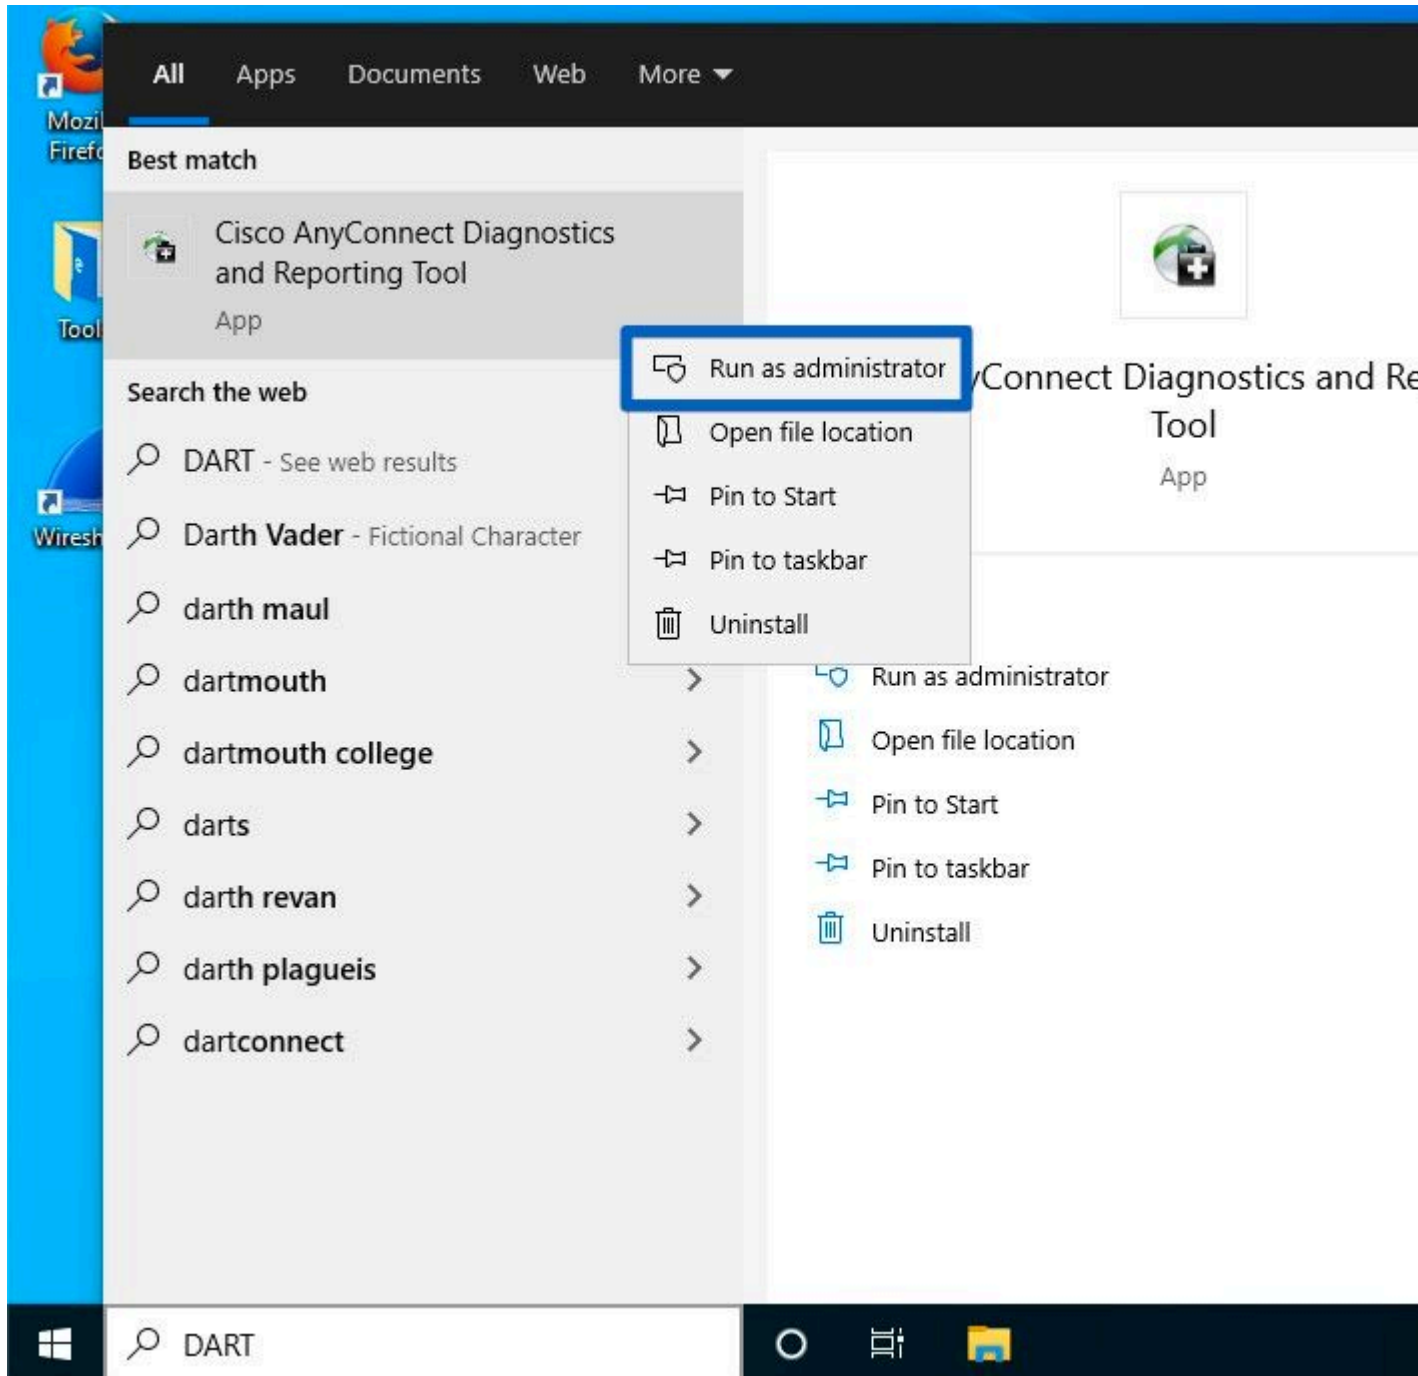 Mozil
Firefo
Tool
Wiresh
All Apps Documents Web More
Best match
Cisco AnyConnect Diagnostics
and Reporting Tool
App
Search the web
DART - See web results
Darth Vader - Fictional Character
darth maul
dartmouth
dartmouth college
darts
darth revan
darth plagueis
dartconnect
Run as administrator
Open file location
Pin to Start
Pin to taskbar
Uninstall
yConnect Diagnostics and Re
Tool
App
Run as administrator
Open file location
Pin to Start
Pin to taskbar
Uninstall
DART